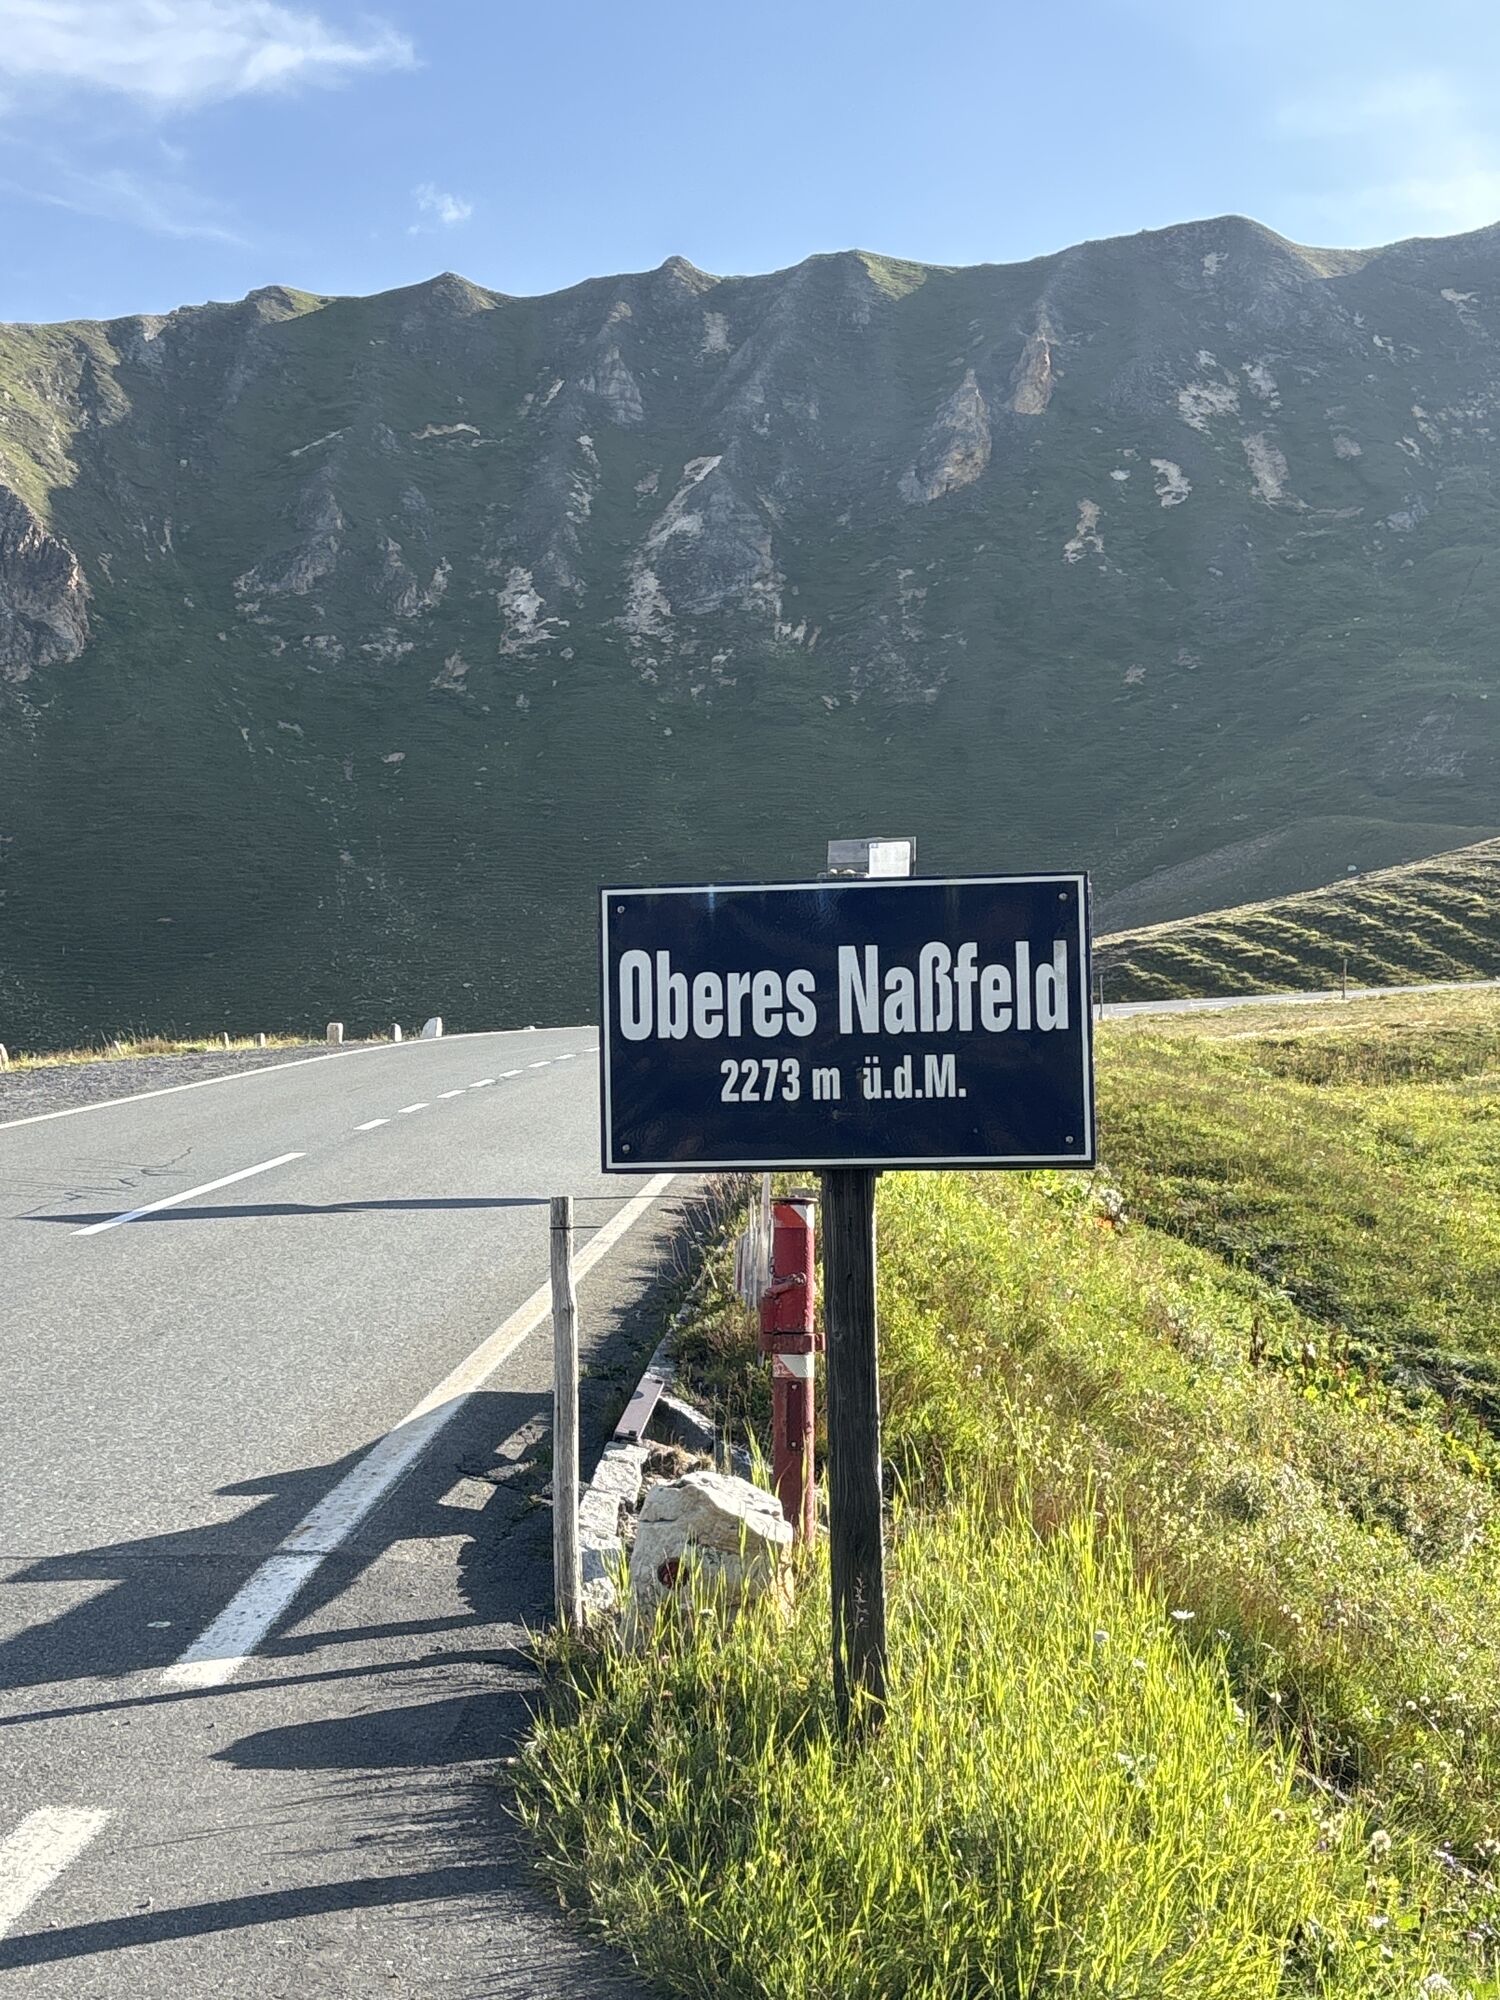 Oberes Naßfeld
2273 m ü.d.M.